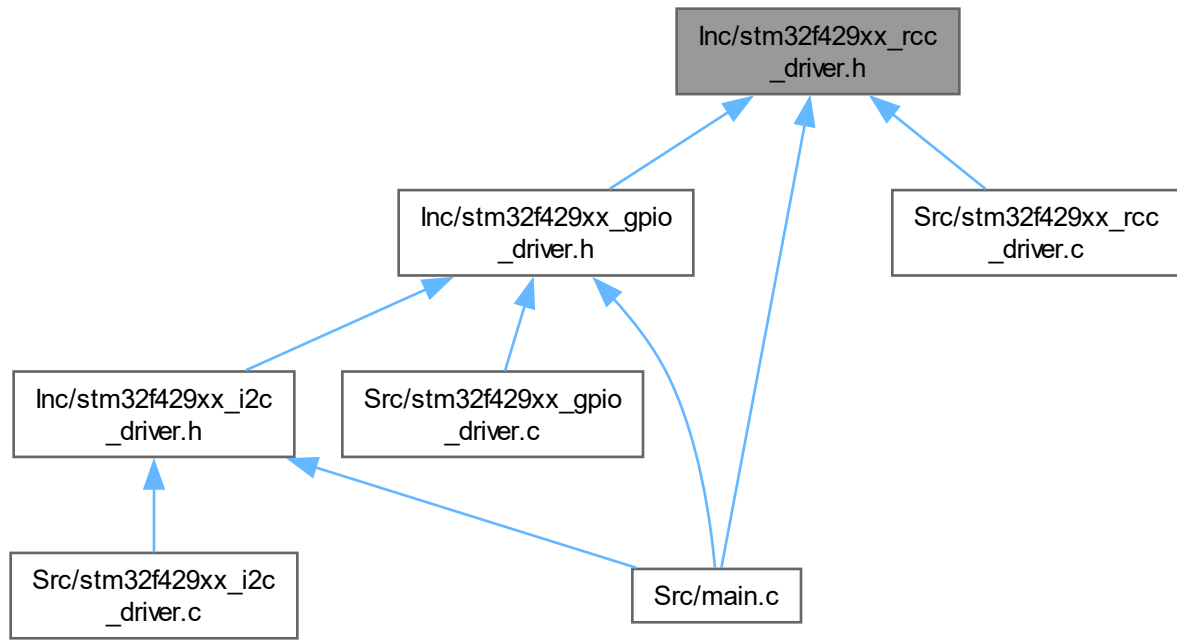 Inc/stm32f429xx_rcc
_driver.h
Inc/stm32f429xx_gpio
_driver.h
Src/stm32f429xx_rcc
_driver.c
Inc/stm32f429xx_i2c
_driver.h
Src/stm32f429xx_gpio
_driver.c
Src/stm32f429xx_i2c
_driver.c
Src/main.c